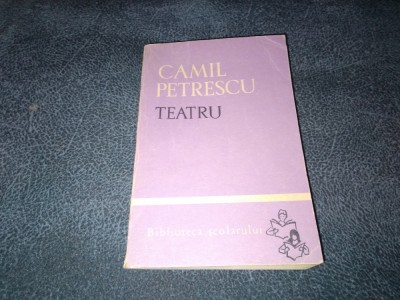 CAMIL
PETRESCU
TEATRU
Biblioteca școlarului